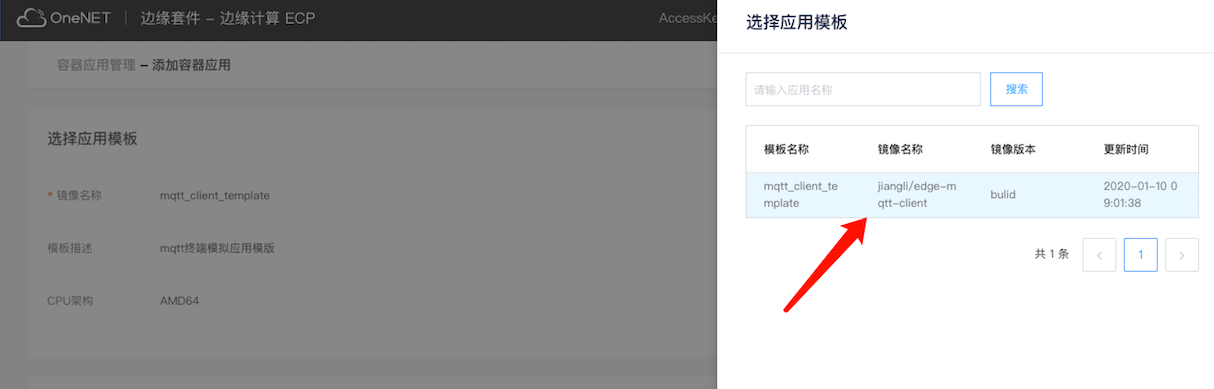 OneNET 边缘套件 - 边缘计算 ECP AccessKe
容器应用管理 - 添加容器应用
选择应用模板
* 镜像名称 mqtt_client_template
模板描述 mqtt终端模拟应用模版
CPU架构 AMD64
选择应用模板
请输入应用名称 搜索
模板名称 镜像名称 镜像版本 更新时间
mqtt_client_te jiangli/edge-m bulid 2020-01-10 0
mplate qtt-client 9:01:38
共 1 条 < 1 >